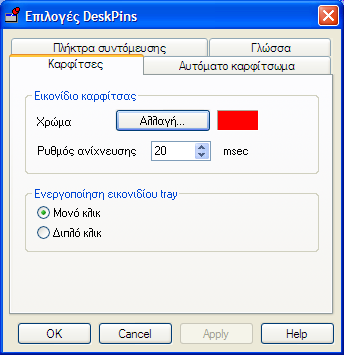 Επιλογές DeskPins
Πλήκτρα συντόμευσης Γλώσσα
Καρφίτσες Αυτόματο καρφίτσωμα
Εικονίδιο καρφίτσας
Χρώμα Αλλαγή...
Ρυθμός ανίχνευσης 20 msec
Ενεργοποίηση εικονιδίου tray
Μονό κλικ
Διπλό κλικ
OK Cancel Apply Help